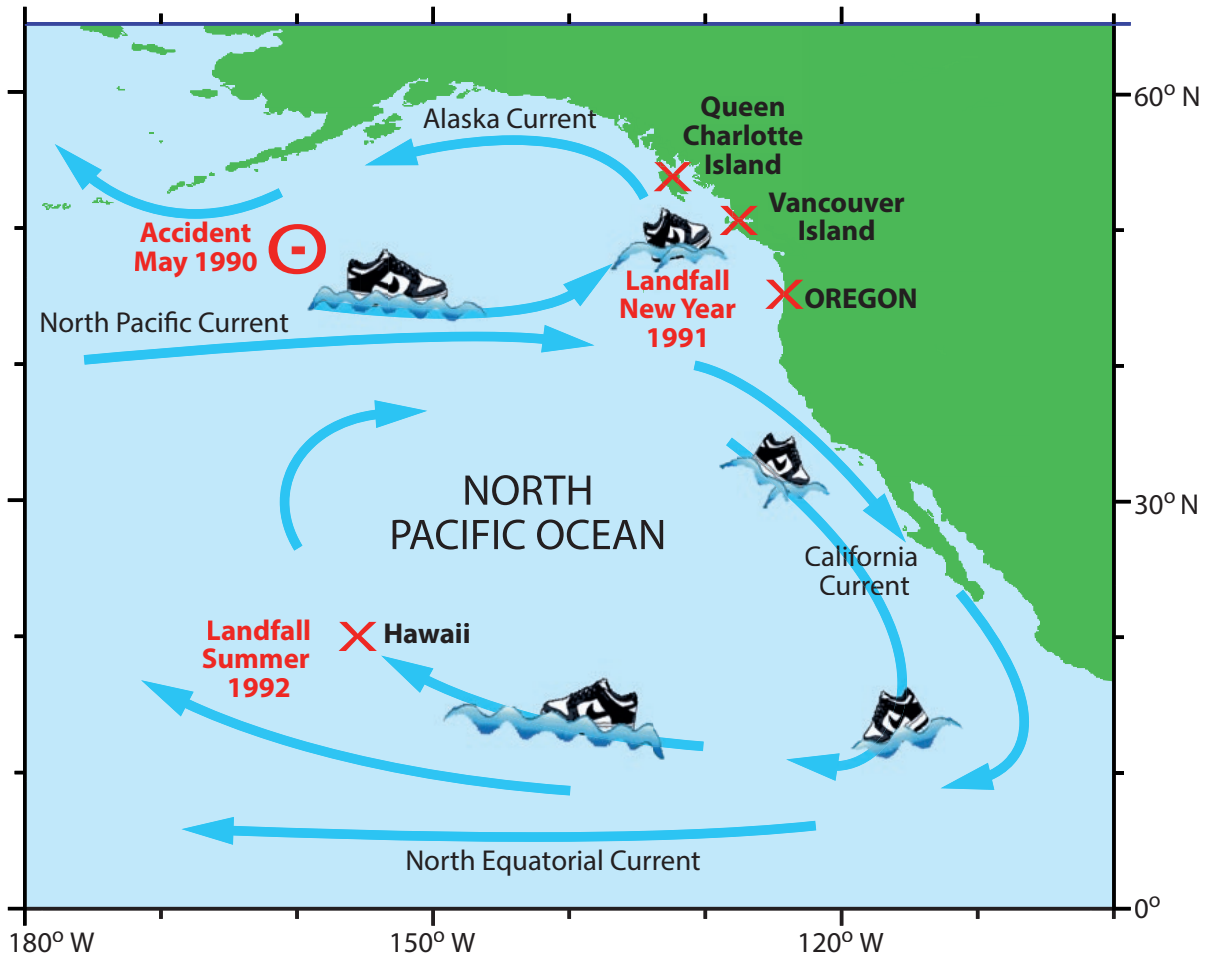 60° N
Alaska Current
Queen
Charlotte
Island
Vancouver
Island
Accident
May 1990
Landfall
New Year
1991
OREGON
North Pacific Current
NORTH
PACIFIC OCEAN
30° N
California
Current
Landfall
Summer
1992
Hawaii
North Equatorial Current
0°
180° W
150° W
120° W